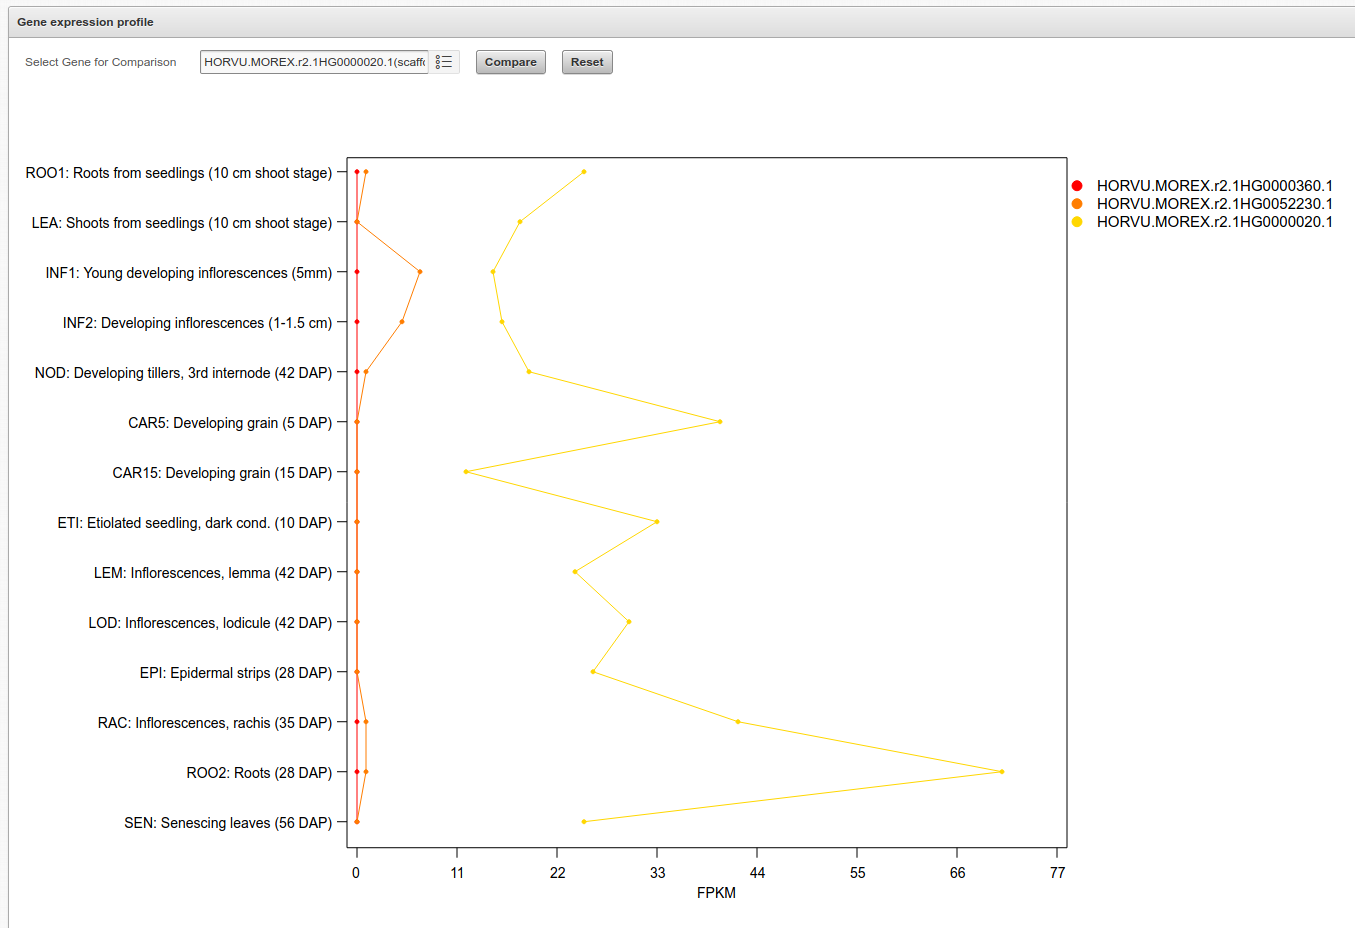 Gene expression profile
Select Gene for Comparison HORVU.MOREX.r2.1HG0000020.1(scaffo Compare Reset
ROO1: Roots from seedlings (10 cm shoot stage)
LEA: Shoots from seedlings (10 cm shoot stage)
INF1: Young developing inflorescences (5mm)
INF2: Developing inflorescences (1-1.5 cm)
NOD: Developing tillers, 3rd internode (42 DAP)
CAR5: Developing grain (5 DAP)
CAR15: Developing grain (15 DAP)
ETI: Etiolated seedling, dark cond. (10 DAP)
LEM: Inflorescences, lemma (42 DAP)
LOD: Inflorescences, lodicule (42 DAP)
EPI: Epidermal strips (28 DAP)
RAC: Inflorescences, rachis (35 DAP)
ROO2: Roots (28 DAP)
SEN: Senescing leaves (56 DAP)
0 11 22 33 44 55 66 77
FPKM
HORVU.MOREX.r2.1HG0000360.1
HORVU.MOREX.r2.1HG0052230.1
HORVU.MOREX.r2.1HG0000020.1